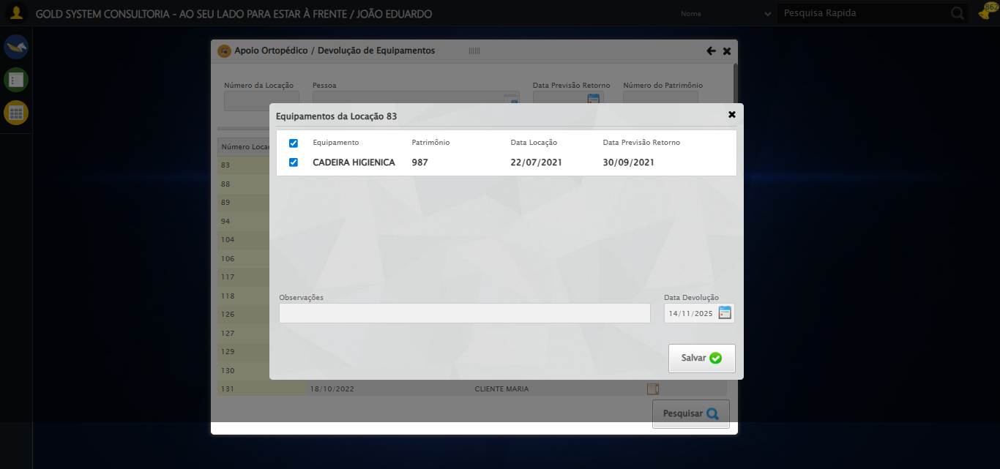 GOLD SYSTEM CONSULTORIA - AO SEU LADO PARA ESTAR À FRENTE / JOÃO EDUARDO
Nome
Pesquisa Rapida
862
Apoio Ortopédico / Devolução de Equipamentos
Número da Locação Pessoa Data Previsão Retorno Número do Patrimônio
Equipamentos da Locação 83
Equipamento Patrimônio Data Locação Data Previsão Retorno
CADEIRA HIGIENICA 987 22/07/2021 30/09/2021
Número
83
88
89
94
104
106
117
118
126
127
129
130
131 18/10/2022 CLIENTE MARIA
Observações Data Devolução
14/11/2025
Salvar
Pesquisar